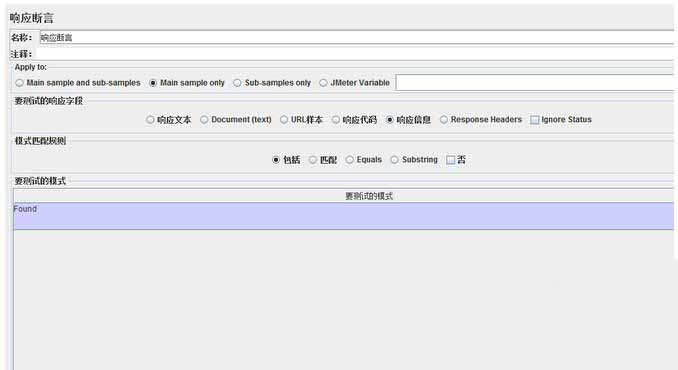 响应断言
名称: 响应断言
注释:
Apply to:
Main sample and sub-samples Main sample only Sub-samples only JMeter Variable
要测试的响应字段
响应文本 Document (text) URL样本 响应代码 响应信息 Response Headers Ignore Status
模式匹配规则
包括 匹配 Equals Substring 否
要测试的模式
要测试的模式
Found